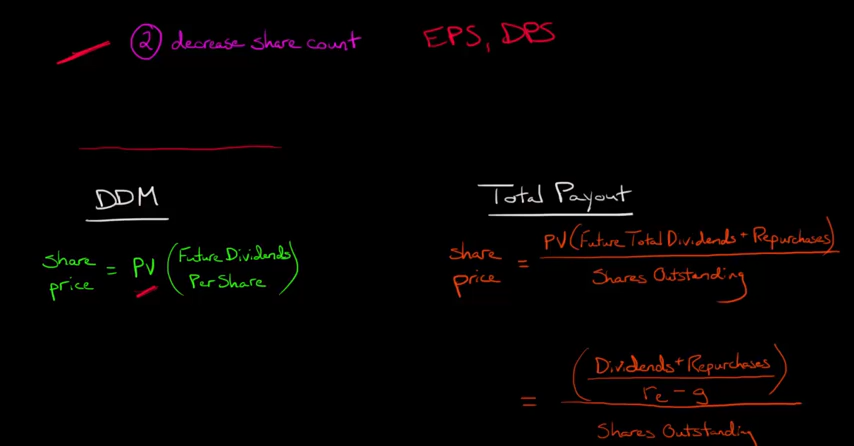 ② decrease share count EPS, DPS
DDM
share price = PV (Future Dividends Per Share)
Total Payout
share price = PV(Future Total Dividends + Repurchases)
Shares Outstanding
= (Dividends + Repurchases
re - g)
Shares Outstanding